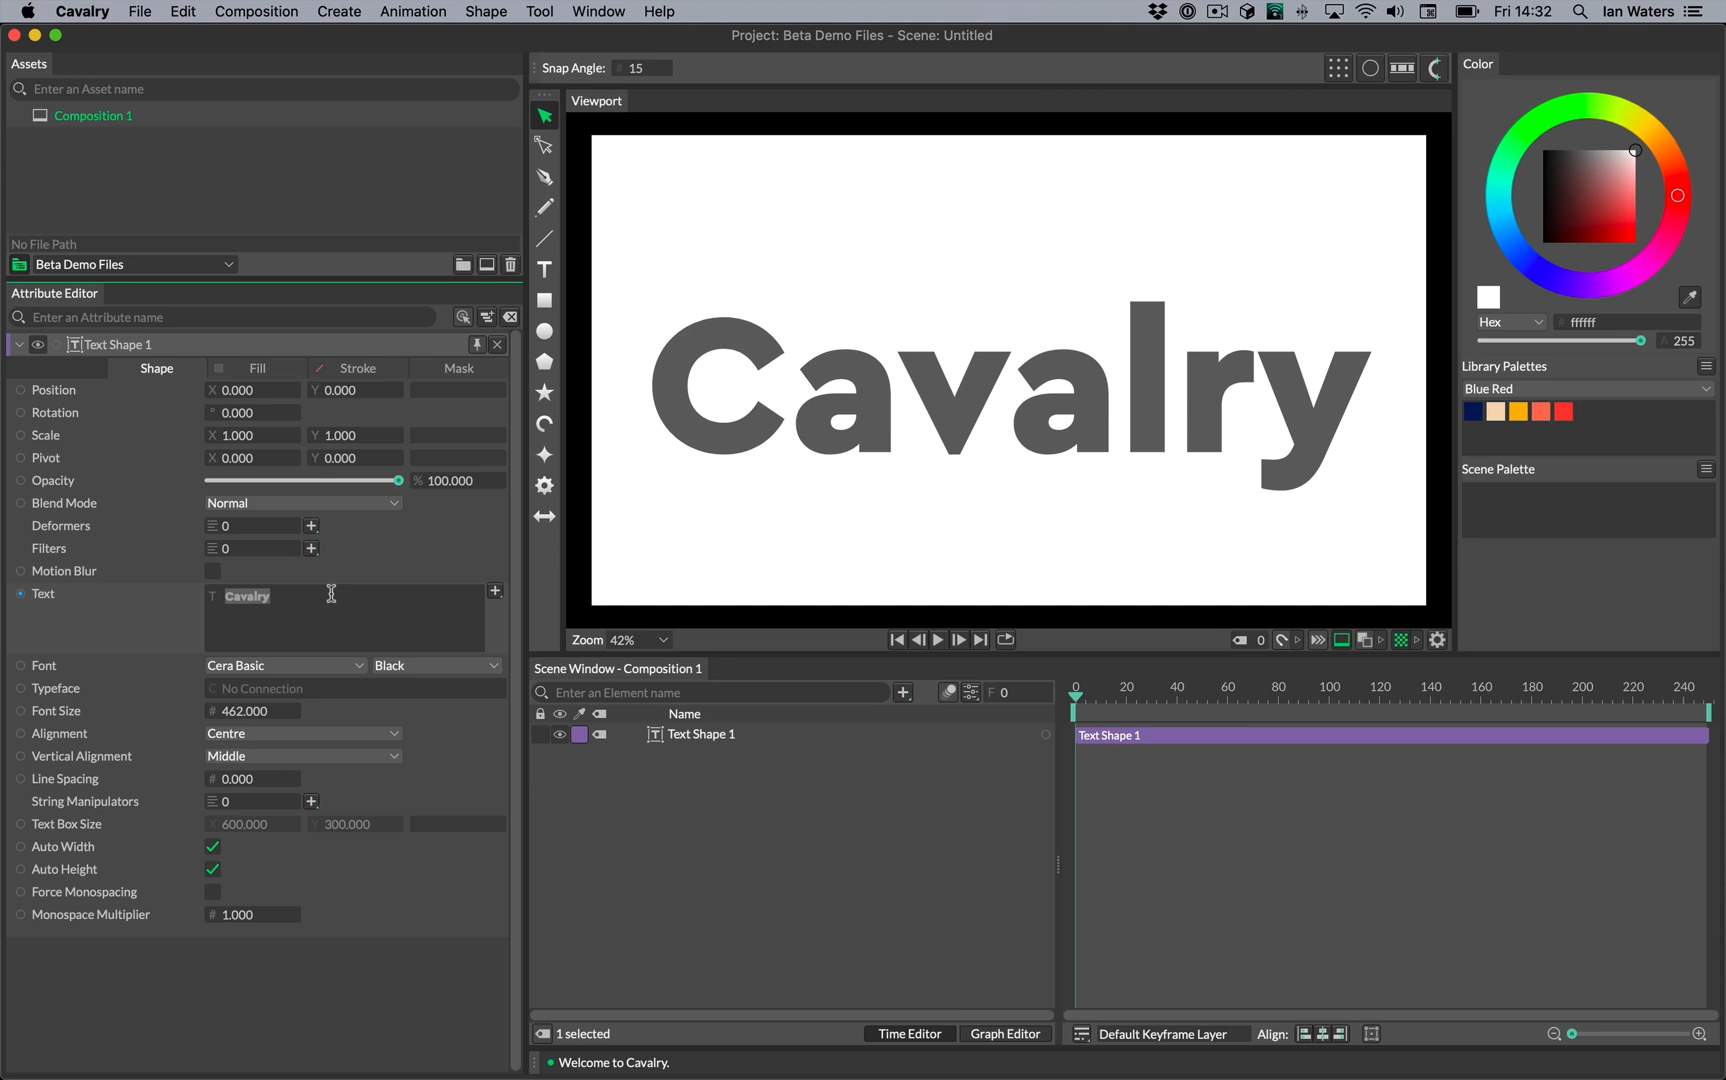 Cavalry File Edit Composition Create Animation Shape Tool Window Help Fri 14:32 Ian Waters
Project: Beta Demo Files - Scene: Untitled
Assets
Enter an Asset name
Composition 1
No File Path
Beta Demo Files
Attribute Editor
Enter an Attribute name
Text Shape 1
Shape Fill Stroke Mask
Position X 0.000 Y 0.000
Rotation ° 0.000
Scale X 1.000 Y 1.000
Pivot X 0.000 Y 0.000
Opacity % 100.000
Blend Mode Normal
Deformers 0
Filters 0
Motion Blur
Text T Cavalry
Font Cera Basic Black
Typeface C No Connection
Font Size # 462.000
Alignment Centre
Vertical Alignment Middle
Line Spacing # 0.000
String Manipulators 0
Text Box Size X 600.000 Y 300.000
Auto Width
Auto Height
Force Monospacing
Monospace Multiplier # 1.000
Snap Angle: # 15
Viewport
Cavalry
Zoom 42% 0
Scene Window - Composition 1
Enter an Element name F 0
Name
Text Shape 1
0 20 40 60 80 100 120 140 160 180 200 220 240
Text Shape 1
1 selected Time Editor Graph Editor
Default Keyframe Layer Align:
Welcome to Cavalry.
Color
Hex # ffffff
A 255
Library Palettes
Blue Red
Scene Palette